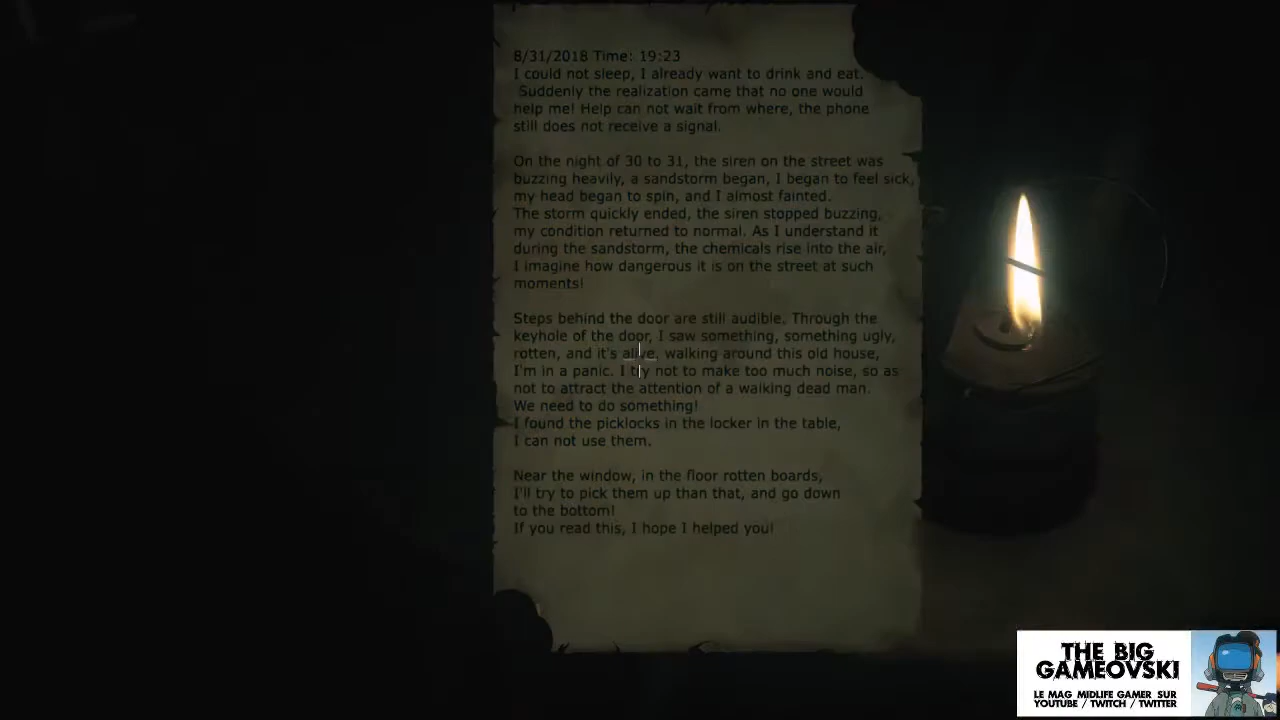 8/31/2018 Time: 19:23
I could not sleep, I already want to drink and eat.
Suddenly the realization came that no one would
help me! Help can not wait from where, the phone
still does not receive a signal.
On the night of 30 to 31, the siren on the street was
buzzing heavily, a sandstorm began, I began to feel sick,
my head began to spin, and I almost fainted.
The storm quickly ended, the siren stopped buzzing,
my condition returned to normal. As I understand it
during the sandstorm, the chemicals rise into the air,
I imagine how dangerous it is on the street at such
moments!
Steps behind the door are still audible. Through the
keyhole of the door, I saw something, something ugly,
rotten, and it's alive, walking around this old house,
I'm in a panic. I try not to make too much noise, so as
not to attract the attention of a walking dead man.
We need to do something!
I found the picklocks in the locker in the table,
I can not use them.
Near the window, in the floor rotten boards,
I'll try to pick them up than that, and go down
to the bottom!
If you read this, I hope I helped you!
THE BIG
GAMEOVSKI
LE MAG MIDLIFE GAMER SUR
YOUTUBE / TWITCH / TWITTER